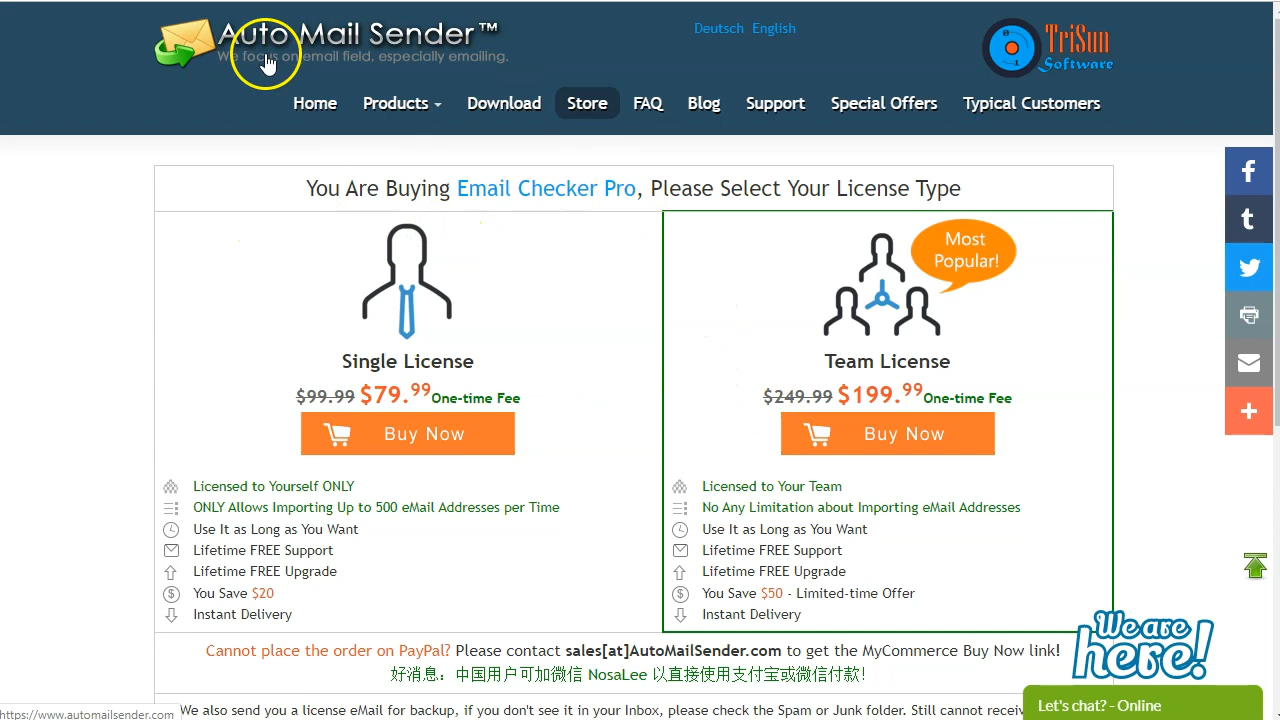 Auto Mail Sender™
We focus on email field, especially emailing.
Deutsch English
TriSun
Software
Home Products Download Store FAQ Blog Support Special Offers Typical Customers
You Are Buying Email Checker Pro, Please Select Your License Type
Most
Popular!
Single License
$99.99 $79.99 One-time Fee
Buy Now
Licensed to Yourself ONLY
ONLY Allows Importing Up to 500 eMail Addresses per Time
Use It as Long as You Want
Lifetime FREE Support
Lifetime FREE Upgrade
You Save $20
Instant Delivery
Team License
$249.99 $199.99 One-time Fee
Buy Now
Licensed to Your Team
No Any Limitation about Importing eMail Addresses
Use It as Long as You Want
Lifetime FREE Support
Lifetime FREE Upgrade
You Save $50 - Limited-time Offer
Instant Delivery
We are
here!
Cannot place the order on PayPal? Please contact sales[at]AutoMailSender.com to get the MyCommerce Buy Now link!
好消息：中国用户可加微信 NosaLee 以直接使用支付宝或微信付款！
We also send you a license eMail for backup, if you don't see it in your Inbox, please check the Spam or Junk folder. Still cannot receiv
Let's chat? - Online
https://www.automailsender.com